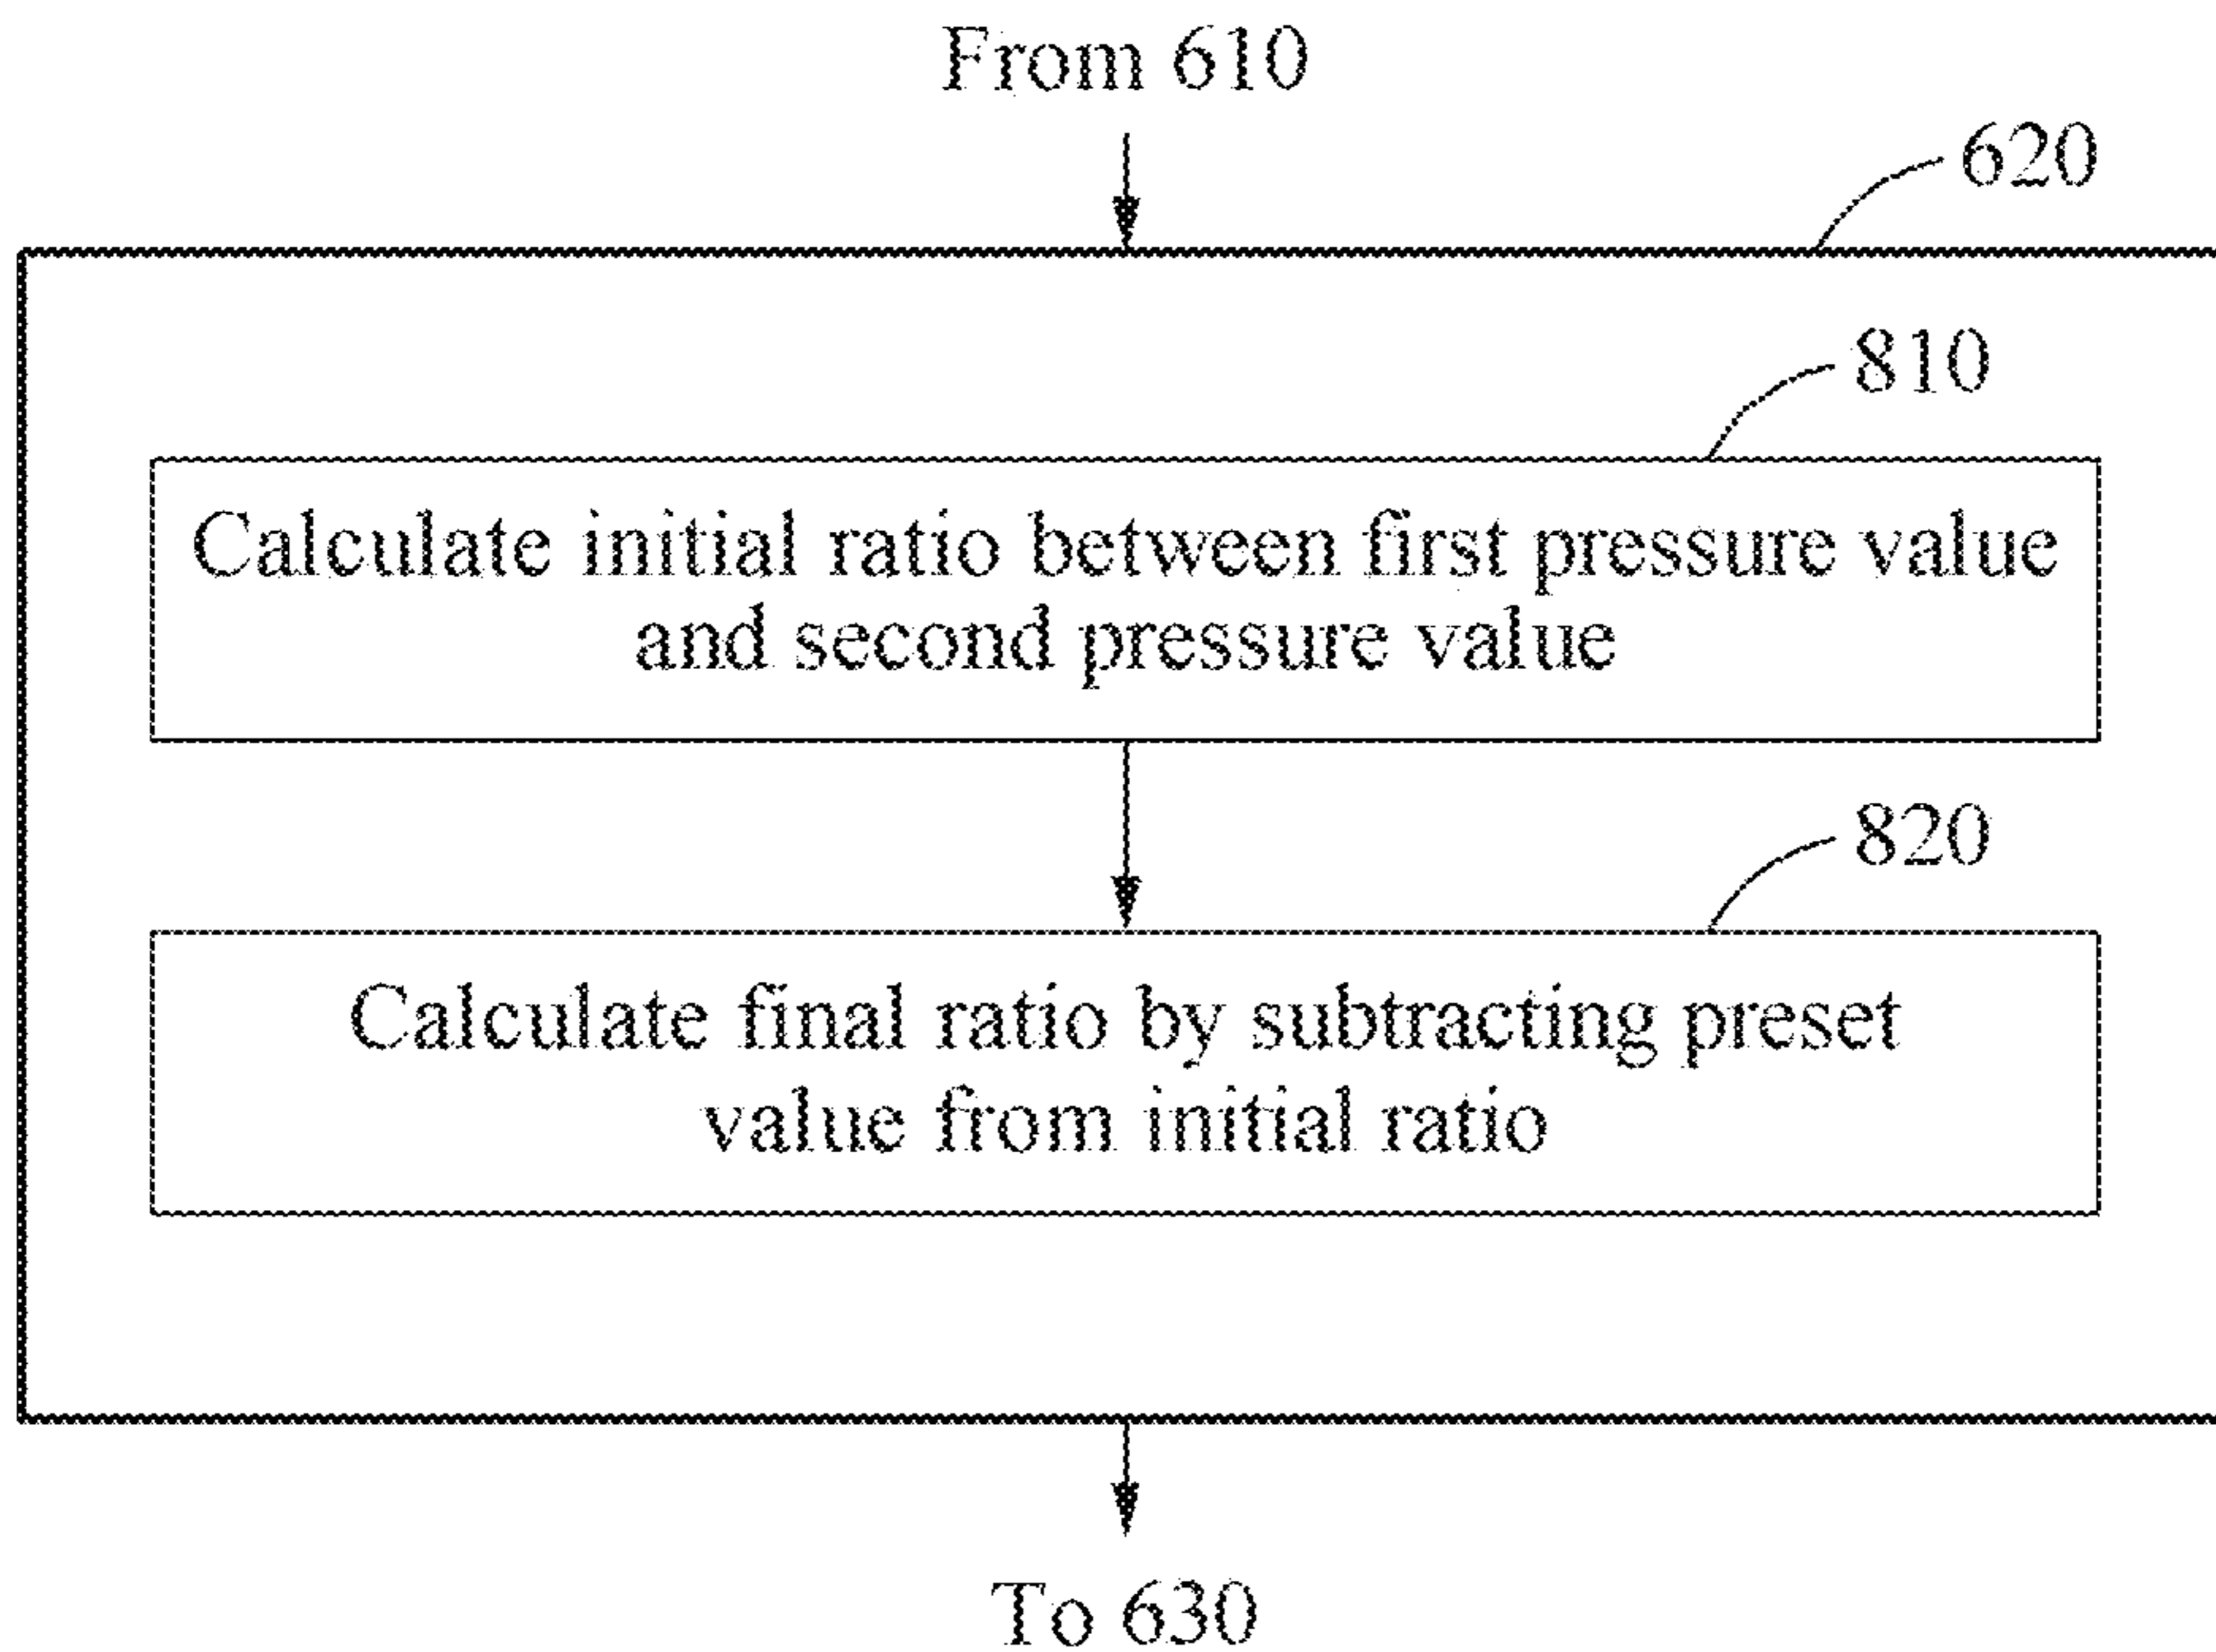 From 610
620
810
Calculate initial ratio between first pressure value
and second pressure value
820
Calculate final ratio by subtracting preset
value from initial ratio
To 630